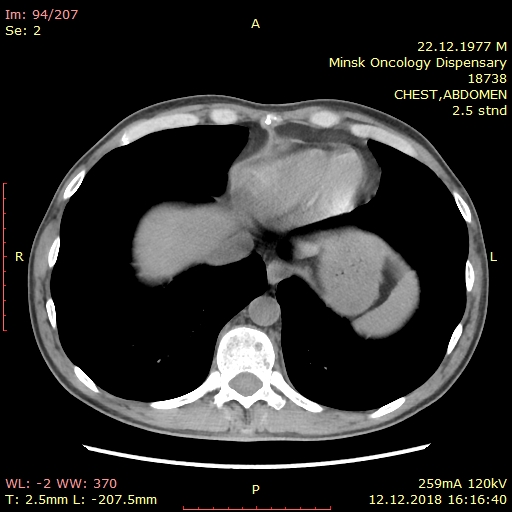 Im: 94/207
Se: 2
A
22.12.1977 M
Minsk Oncology Dispensary
18738
CHEST,ABDOMEN
2.5 stnd
R
L
WL: -2 WW: 370
T: 2.5mm L: -207.5mm
P
259mA 120kV
12.12.2018 16:16:40